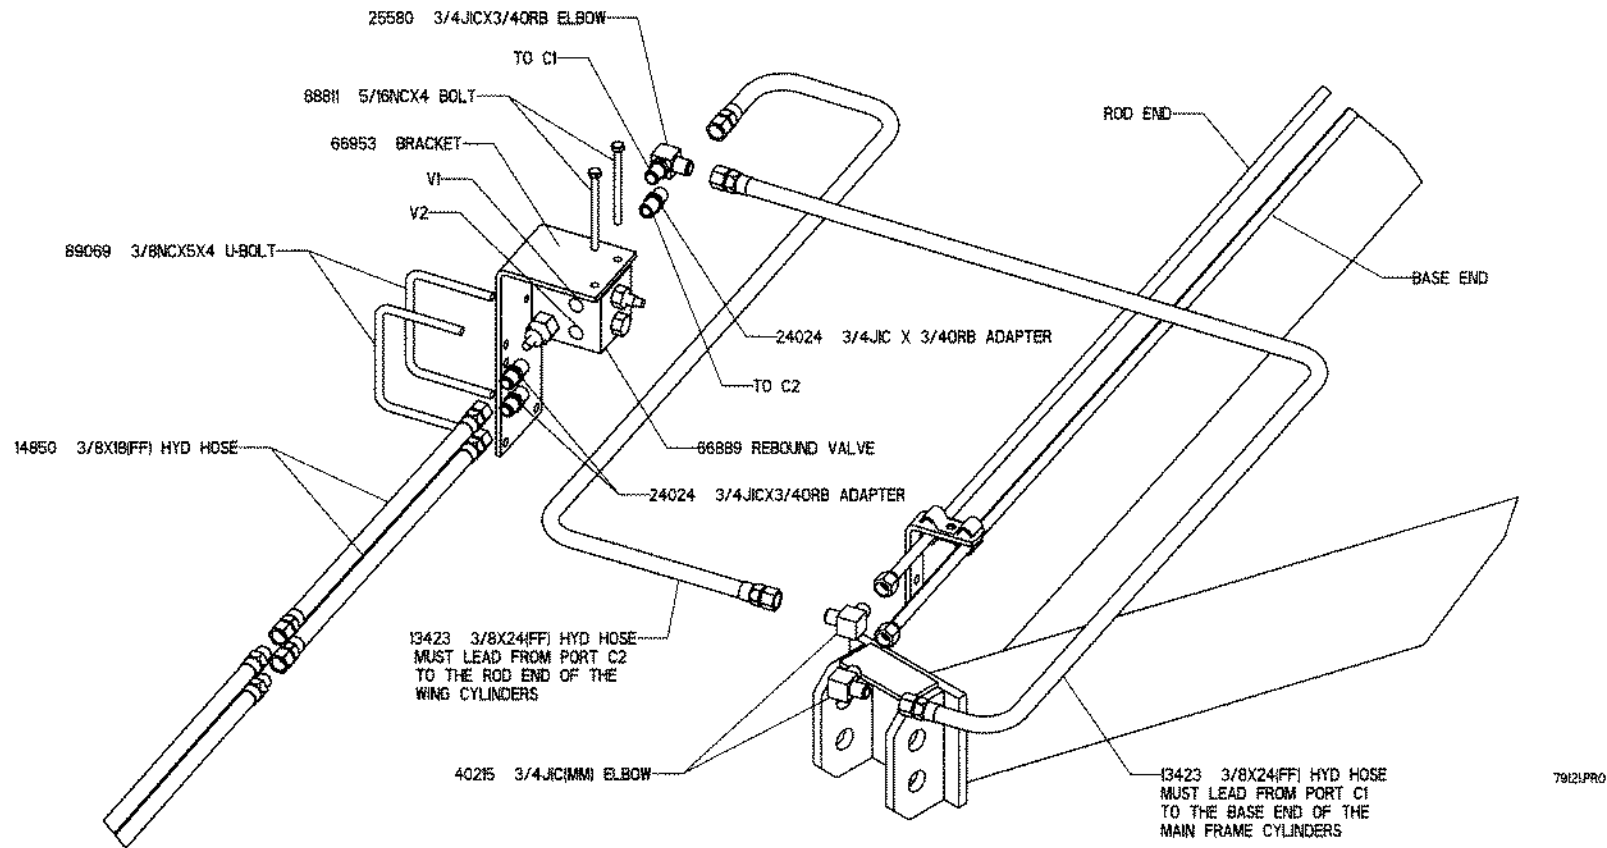 25580 3/4JICX3/4ORB ELBOW
TO C1
88811 5/16NCX4 BOLT
66953 BRACKET
V1
V2
89069 3/8NCX5X4 U-BOLT
ROD END
BASE END
24024 3/4JIC X 3/4ORB ADAPTER
TO C2
66889 REBOUND VALVE
24024 3/4JICX3/4ORB ADAPTER
14850 3/8X18(FF) HYD HOSE
13423 3/8X24(FF) HYD HOSE
MUST LEAD FROM PORT C2
TO THE ROD END OF THE
WING CYLINDERS
40215 3/4JIC(MM) ELBOW
13423 3/8X24(FF) HYD HOSE
MUST LEAD FROM PORT C1
TO THE BASE END OF THE
MAIN FRAME CYLINDERS